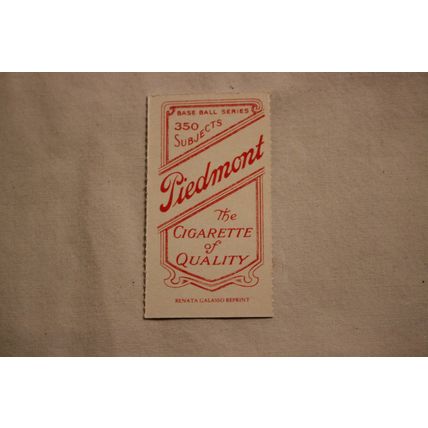 BASE BALL SERIES
350
SUBJECTS
Piedmont
The
CIGARETTE
of
QUALITY
RENATA GALASSO REPRINT